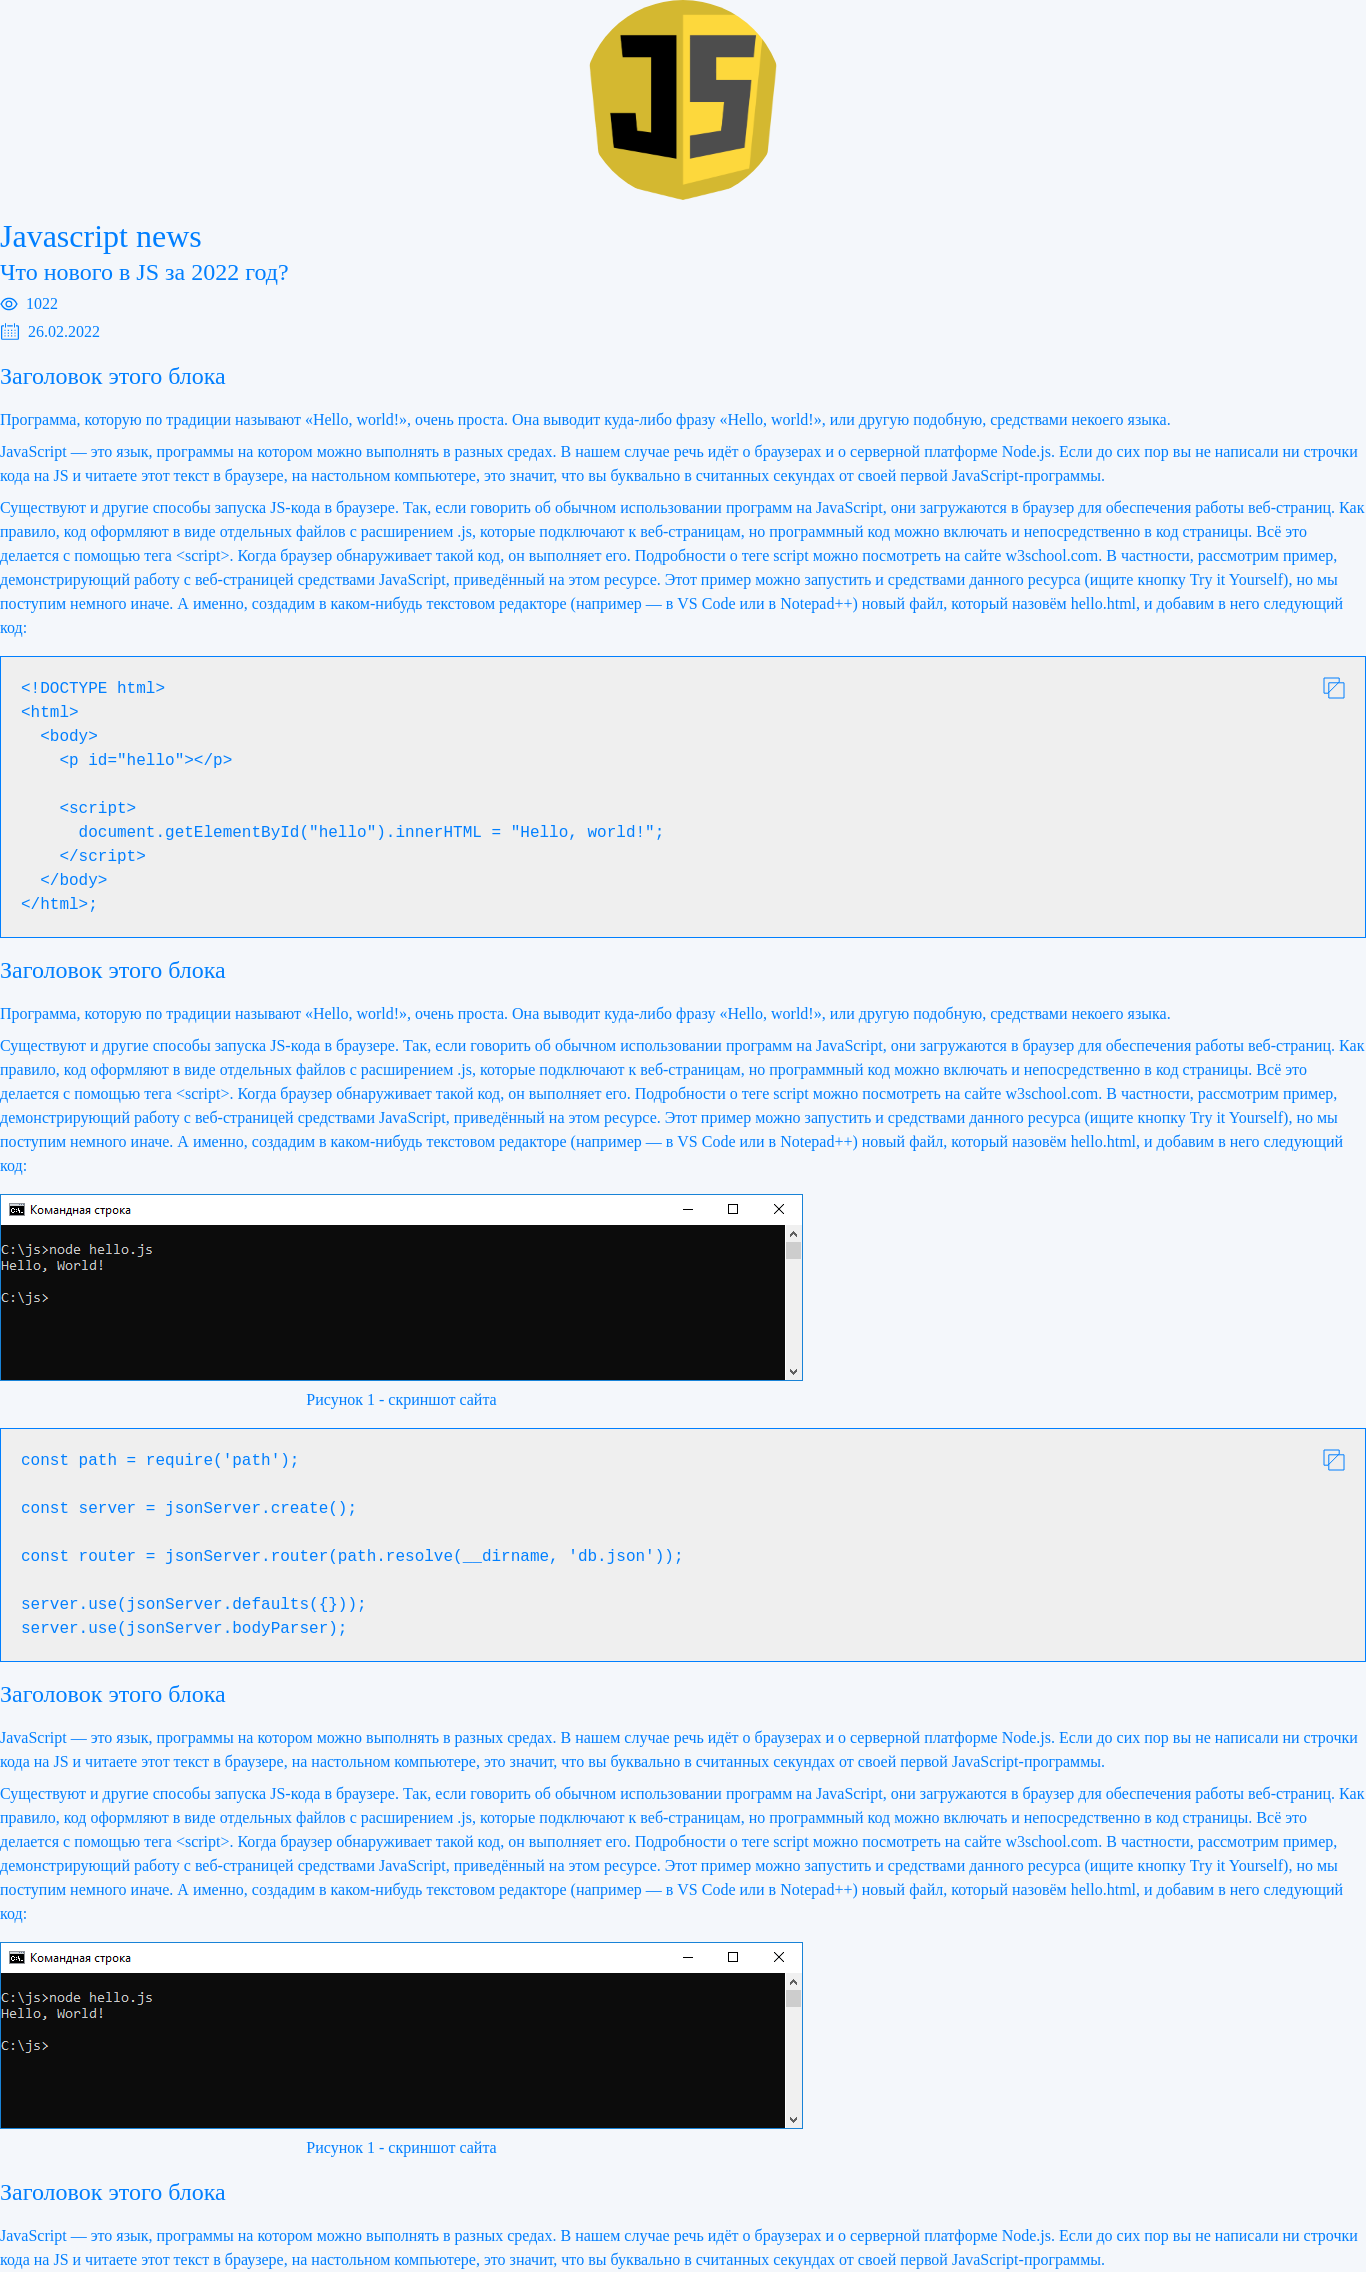 JS
Javascript news
Что нового в JS за 2022 год?
1022
26.02.2022
Заголовок этого блока
Программа, которую по традиции называют «Hello, world!», очень проста. Она выводит куда-либо фразу «Hello, world!», или другую подобную, средствами некоего языка.
JavaScript — это язык, программы на котором можно выполнять в разных средах. В нашем случае речь идёт о браузерах и о серверной платформе Node.js. Если до сих пор вы не написали ни строчки
кода на JS и читаете этот текст в браузере, на настольном компьютере, это значит, что вы буквально в считанных секундах от своей первой JavaScript-программы.
Существуют и другие способы запуска JS-кода в браузере. Так, если говорить об обычном использовании программ на JavaScript, они загружаются в браузер для обеспечения работы веб-страниц. Как
правило, код оформляют в виде отдельных файлов с расширением .js, которые подключают к веб-страницам, но программный код можно включать и непосредственно в код страницы. Всё это
делается с помощью тега <script>. Когда браузер обнаруживает такой код, он выполняет его. Подробности о теге script можно посмотреть на сайте w3school.com. В частности, рассмотрим пример,
демонстрирующий работу с веб-страницей средствами JavaScript, приведённый на этом ресурсе. Этот пример можно запустить и средствами данного ресурса (ищите кнопку Try it Yourself), но мы
поступим немного иначе. А именно, создадим в каком-нибудь текстовом редакторе (например — в VS Code или в Notepad++) новый файл, который назовём hello.html, и добавим в него следующий
код:
<!DOCTYPE html>
<html>
  <body>
    <p id="hello"></p>

    <script>
      document.getElementById("hello").innerHTML = "Hello, world!";
    </script>
  </body>
</html>;
Заголовок этого блока
Программа, которую по традиции называют «Hello, world!», очень проста. Она выводит куда-либо фразу «Hello, world!», или другую подобную, средствами некоего языка.
Существуют и другие способы запуска JS-кода в браузере. Так, если говорить об обычном использовании программ на JavaScript, они загружаются в браузер для обеспечения работы веб-страниц. Как
правило, код оформляют в виде отдельных файлов с расширением .js, которые подключают к веб-страницам, но программный код можно включать и непосредственно в код страницы. Всё это
делается с помощью тега <script>. Когда браузер обнаруживает такой код, он выполняет его. Подробности о теге script можно посмотреть на сайте w3school.com. В частности, рассмотрим пример,
демонстрирующий работу с веб-страницей средствами JavaScript, приведённый на этом ресурсе. Этот пример можно запустить и средствами данного ресурса (ищите кнопку Try it Yourself), но мы
поступим немного иначе. А именно, создадим в каком-нибудь текстовом редакторе (например — в VS Code или в Notepad++) новый файл, который назовём hello.html, и добавим в него следующий
код:
Командная строка
C:\js>node hello.js
Hello, World!
C:\js>
Рисунок 1 - скриншот сайта
const path = require('path');

const server = jsonServer.create();

const router = jsonServer.router(path.resolve(__dirname, 'db.json'));

server.use(jsonServer.defaults({}));
server.use(jsonServer.bodyParser);
Заголовок этого блока
JavaScript — это язык, программы на котором можно выполнять в разных средах. В нашем случае речь идёт о браузерах и о серверной платформе Node.js. Если до сих пор вы не написали ни строчки
кода на JS и читаете этот текст в браузере, на настольном компьютере, это значит, что вы буквально в считанных секундах от своей первой JavaScript-программы.
Существуют и другие способы запуска JS-кода в браузере. Так, если говорить об обычном использовании программ на JavaScript, они загружаются в браузер для обеспечения работы веб-страниц. Как
правило, код оформляют в виде отдельных файлов с расширением .js, которые подключают к веб-страницам, но программный код можно включать и непосредственно в код страницы. Всё это
делается с помощью тега <script>. Когда браузер обнаруживает такой код, он выполняет его. Подробности о теге script можно посмотреть на сайте w3school.com. В частности, рассмотрим пример,
демонстрирующий работу с веб-страницей средствами JavaScript, приведённый на этом ресурсе. Этот пример можно запустить и средствами данного ресурса (ищите кнопку Try it Yourself), но мы
поступим немного иначе. А именно, создадим в каком-нибудь текстовом редакторе (например — в VS Code или в Notepad++) новый файл, который назовём hello.html, и добавим в него следующий
код:
Командная строка
C:\js>node hello.js
Hello, World!
C:\js>
Рисунок 1 - скриншот сайта
Заголовок этого блока
JavaScript — это язык, программы на котором можно выполнять в разных средах. В нашем случае речь идёт о браузерах и о серверной платформе Node.js. Если до сих пор вы не написали ни строчки
кода на JS и читаете этот текст в браузере, на настольном компьютере, это значит, что вы буквально в считанных секундах от своей первой JavaScript-программы.